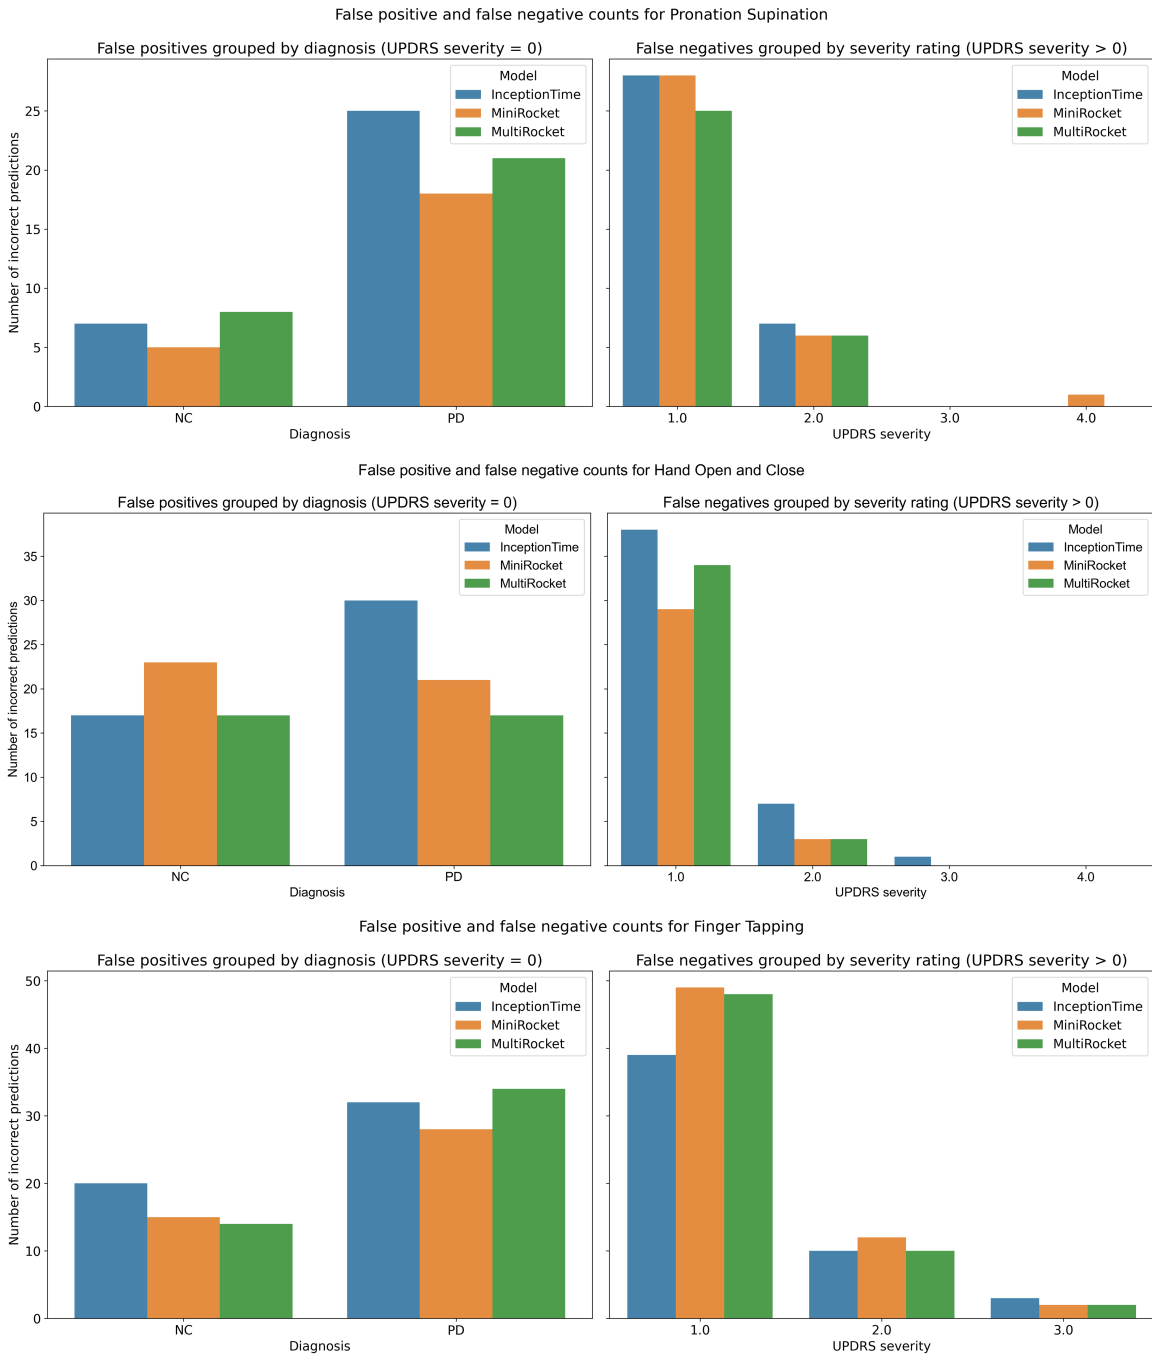 False positive and false negative counts for Pronation Supination
False positives grouped by diagnosis (UPDRS severity = 0)
Number of incorrect predictions
25
20
15
10
5
0
Model
InceptionTime
MiniRocket
MultiRocket
NC
PD
Diagnosis
False negatives grouped by severity rating (UPDRS severity > 0)
Model
InceptionTime
MiniRocket
MultiRocket
1.0
2.0
3.0
4.0
UPDRS severity
False positive and false negative counts for Hand Open and Close
False positives grouped by diagnosis (UPDRS severity = 0)
Number of incorrect predictions
35
30
25
20
15
10
5
0
Model
InceptionTime
MiniRocket
MultiRocket
NC
PD
Diagnosis
False negatives grouped by severity rating (UPDRS severity > 0)
Model
InceptionTime
MiniRocket
MultiRocket
1.0
2.0
3.0
4.0
UPDRS severity
False positive and false negative counts for Finger Tapping
False positives grouped by diagnosis (UPDRS severity = 0)
Number of incorrect predictions
50
40
30
20
10
0
Model
InceptionTime
MiniRocket
MultiRocket
NC
PD
Diagnosis
False negatives grouped by severity rating (UPDRS severity > 0)
Model
InceptionTime
MiniRocket
MultiRocket
1.0
2.0
3.0
UPDRS severity